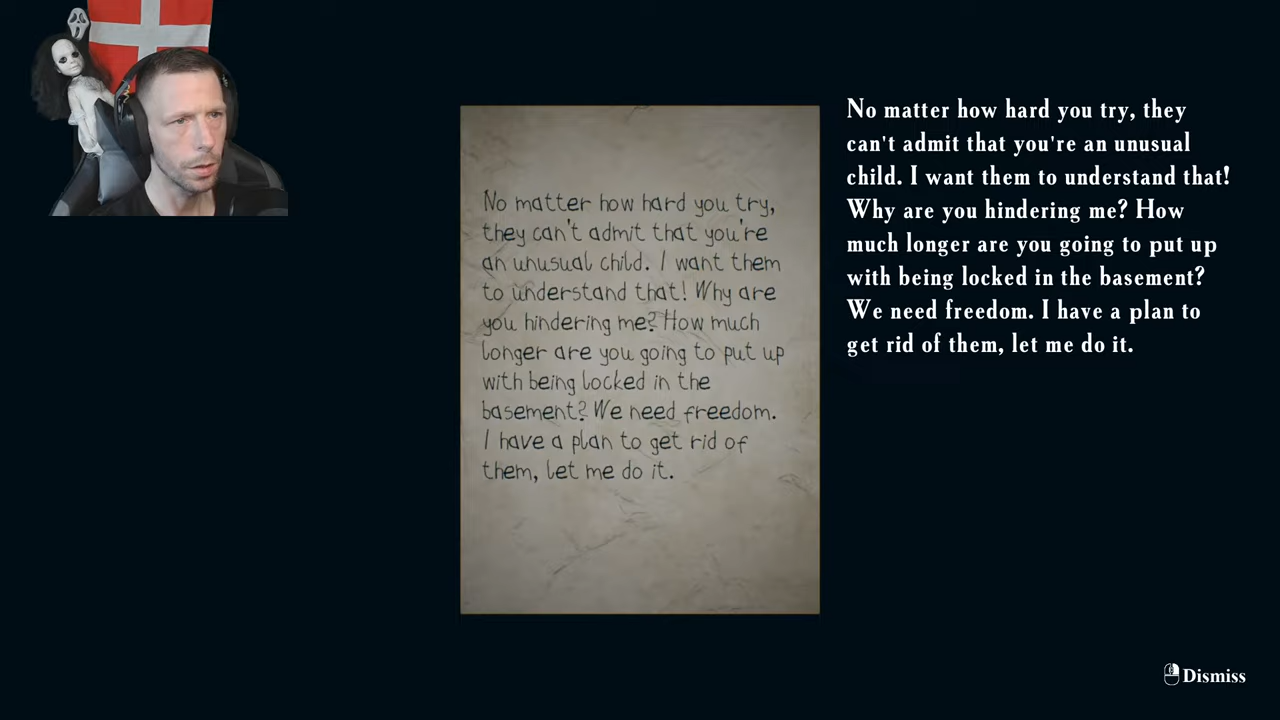 No matter how hard you try,
they can't admit that you're
an unusual child. I want them
to understand that! Why are
you hindering me? How much
longer are you going to put up
with being locked in the
basement? We need freedom.
I have a plan to get rid of
them, let me do it.
No matter how hard you try, they
can't admit that you're an unusual
child. I want them to understand that!
Why are you hindering me? How
much longer are you going to put up
with being locked in the basement?
We need freedom. I have a plan to
get rid of them, let me do it.
Dismiss